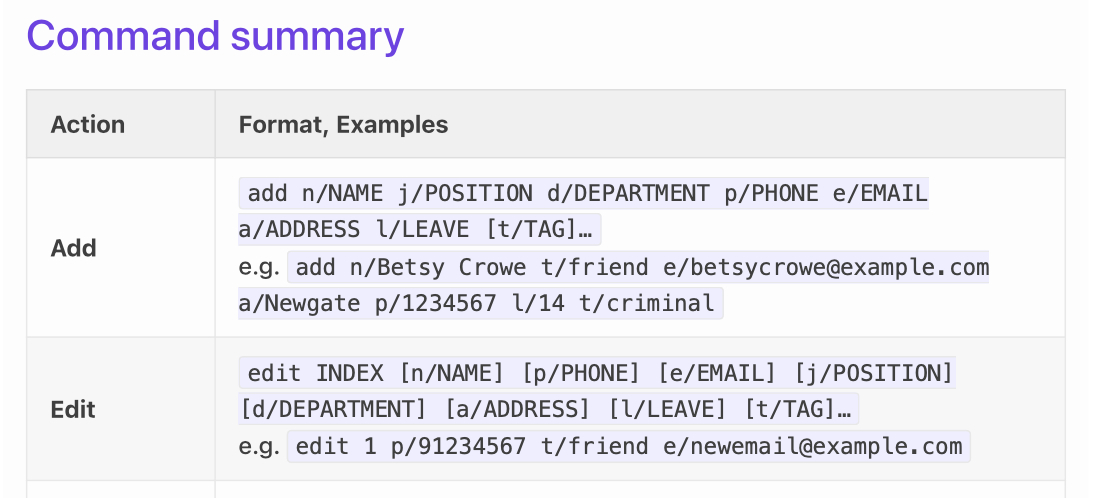 Command summary
Action
Format, Examples
Add
add n/NAME j/POSITION d/DEPARTMENT p/PHONE e/EMAIL
a/ADDRESS l/LEAVE [t/TAG]…
e.g. add n/Betsy Crowe t/friend e/betsycrowe@example.com
a/Newgate p/1234567 l/14 t/criminal
Edit
edit INDEX [n/NAME] [p/PHONE] [e/EMAIL] [j/POSITION]
[d/DEPARTMENT] [a/ADDRESS] [l/LEAVE] [t/TAG]…
e.g. edit 1 p/91234567 t/friend e/newemail@example.com